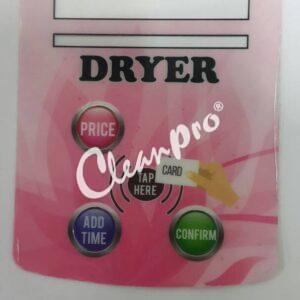 DRYER
PRICE
CleanPro®
CARD
TAP
HERE
ADD
TIME
CONFIRM